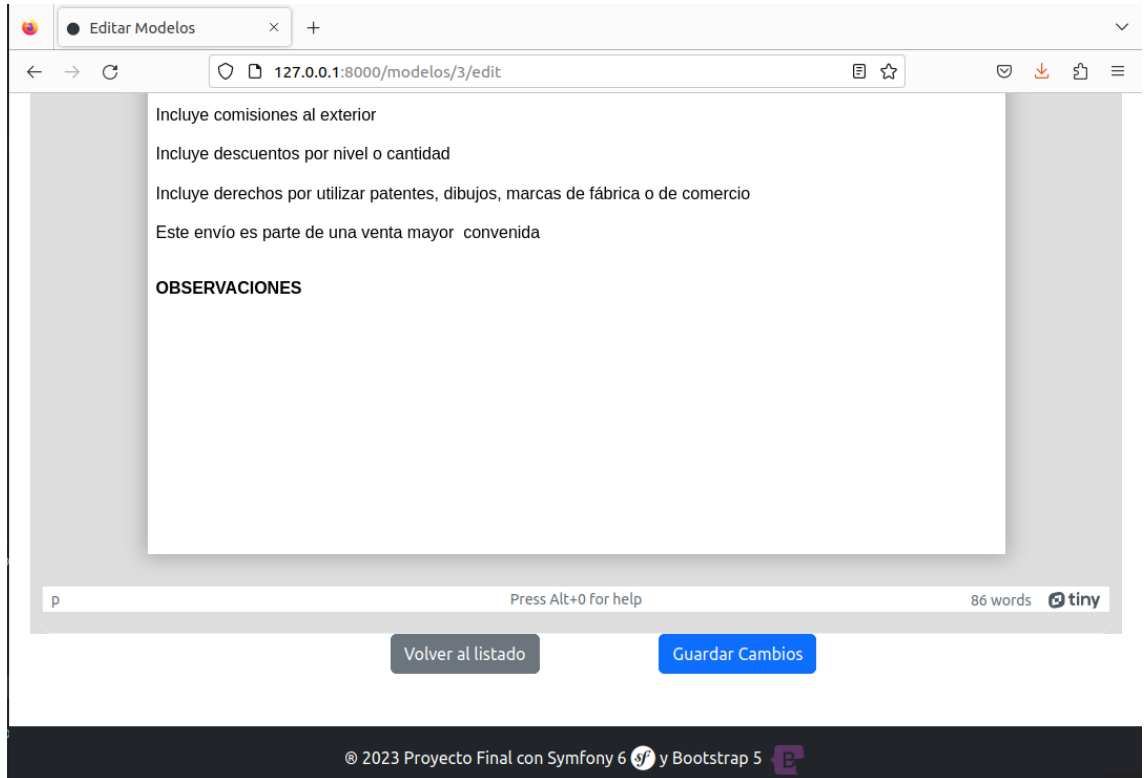 Editar Modelos
127.0.0.1:8000/modelos/3/edit
Incluye comisiones al exterior
Incluye descuentos por nivel o cantidad
Incluye derechos por utilizar patentes, dibujos, marcas de fábrica o de comercio
Este envío es parte de una venta mayor  convenida
OBSERVACIONES
p Press Alt+0 for help 86 words tiny
Volver al listado Guardar Cambios
® 2023 Proyecto Final con Symfony 6 sf y Bootstrap 5 B